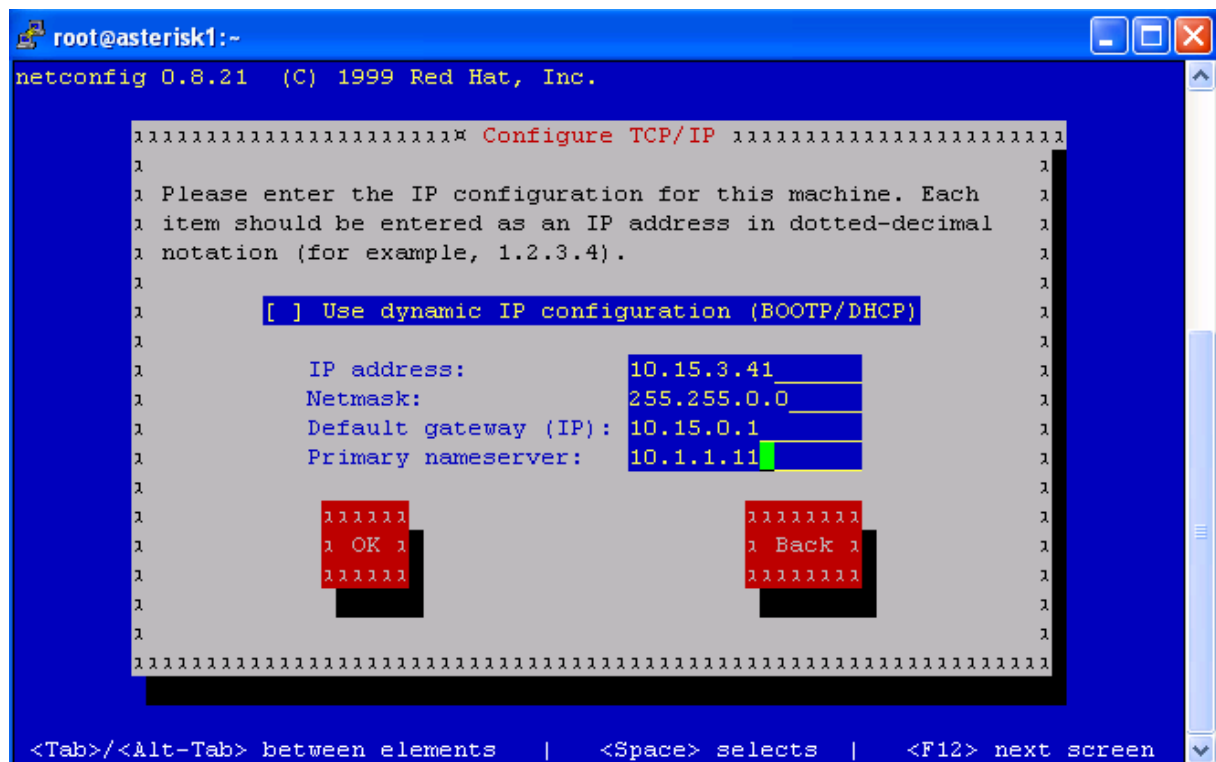 root@asterisk1:~
netconfig 0.8.21 (C) 1999 Red Hat, Inc.
Configure TCP/IP
Please enter the IP configuration for this machine. Each
item should be entered as an IP address in dotted-decimal
notation (for example, 1.2.3.4).
[ ] Use dynamic IP configuration (BOOTP/DHCP)
IP address: 10.15.3.41
Netmask: 255.255.0.0
Default gateway (IP): 10.15.0.1
Primary nameserver: 10.1.1.11
OK Back
<Tab>/<Alt-Tab> between elements | <Space> selects | <F12> next screen